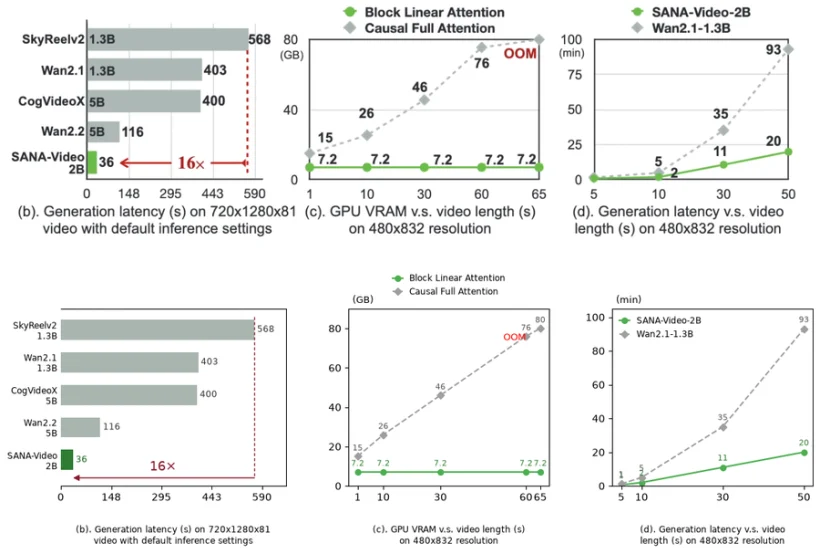 SkyReelv2 1.3B 568
Wan2.1 1.3B 403
CogVideoX 5B 400
Wan2.2 5B 116
SANA-Video
2B 36
16×
0 148 295 443 590
(b). Generation latency (s) on 720x1280x81
video with default inference settings
Block Linear Attention
Causal Full Attention
80
(GB)
40
0
15
26
46
76
OOM
7.2 7.2 7.2 7.2 7.2
1 10 30 60 65
(c). GPU VRAM v.s. video length (s)
on 480x832 resolution
SANA-Video-2B
Wan2.1-1.3B
100
(min)
75
50
25
0
5
2
35
11
93
20
5 10 30 50
(d). Generation latency v.s. video
length (s) on 480x832 resolution
SkyReelv2
1.3B
568
Wan2.1
1.3B
403
CogVideoX
5B
400
Wan2.2
5B
116
SANA-Video
2B
36
16×
0 148 295 443 590
(b). Generation latency (s) on 720x1280x81
video with default inference settings
Block Linear Attention
Causal Full Attention
(GB)
80
60
40
20
0
15
26
46
76
80
OOM
7.2 7.2 7.2 7.2 7.2
1 10 30 60 65
(c). GPU VRAM v.s. video length (s)
on 480x832 resolution
(min)
SANA-Video-2B
Wan2.1-1.3B
100
80
60
40
20
0
1
5
35
93
11
20
5 10 30 50
(d). Generation latency v.s. video
length (s) on 480x832 resolution